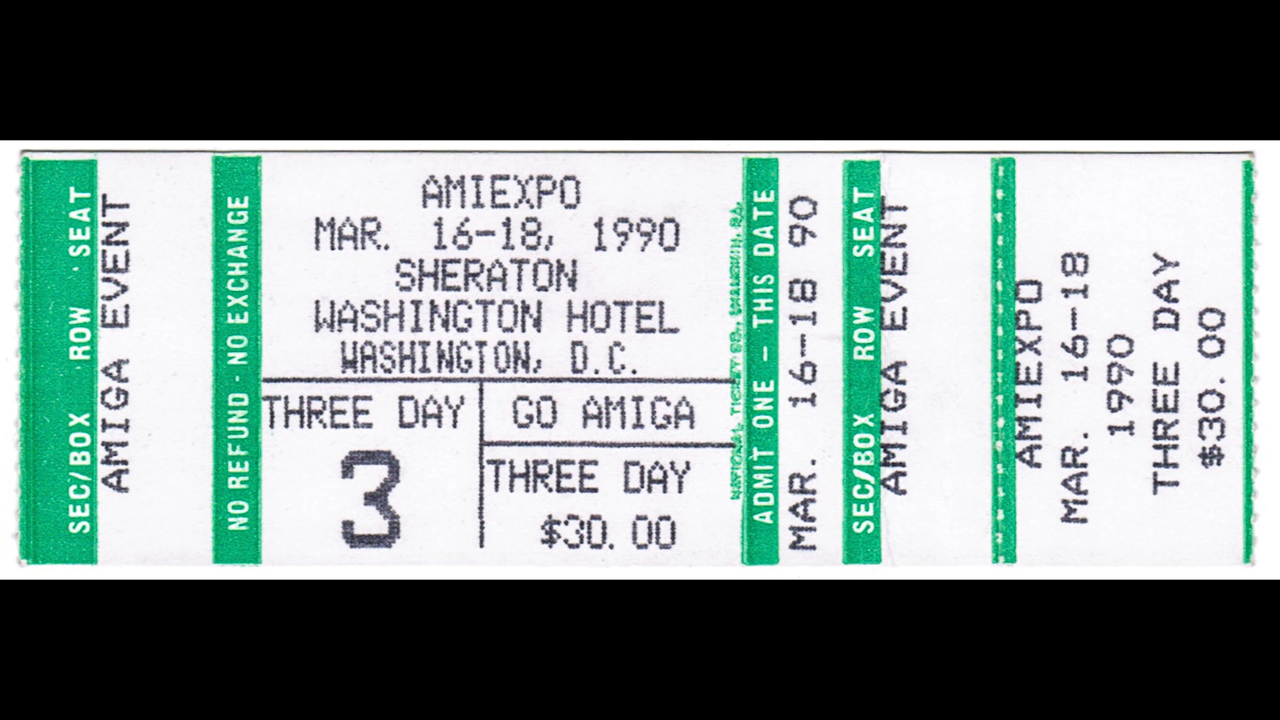 SEC/BOX ROW SEAT
AMIGA EVENT
NO REFUND - NO EXCHANGE
AMIEXPO
MAR. 16-18, 1990
SHERATON
WASHINGTON HOTEL
WASHINGTON, D.C.
THREE DAY
3
GO AMIGA
THREE DAY
$30.00
ADMIT ONE - THIS DATE
MAR. 16-18 90
SEC/BOX ROW SEAT
AMIGA EVENT
AMIEXPO
MAR. 16-18
1990
THREE DAY
$30.00